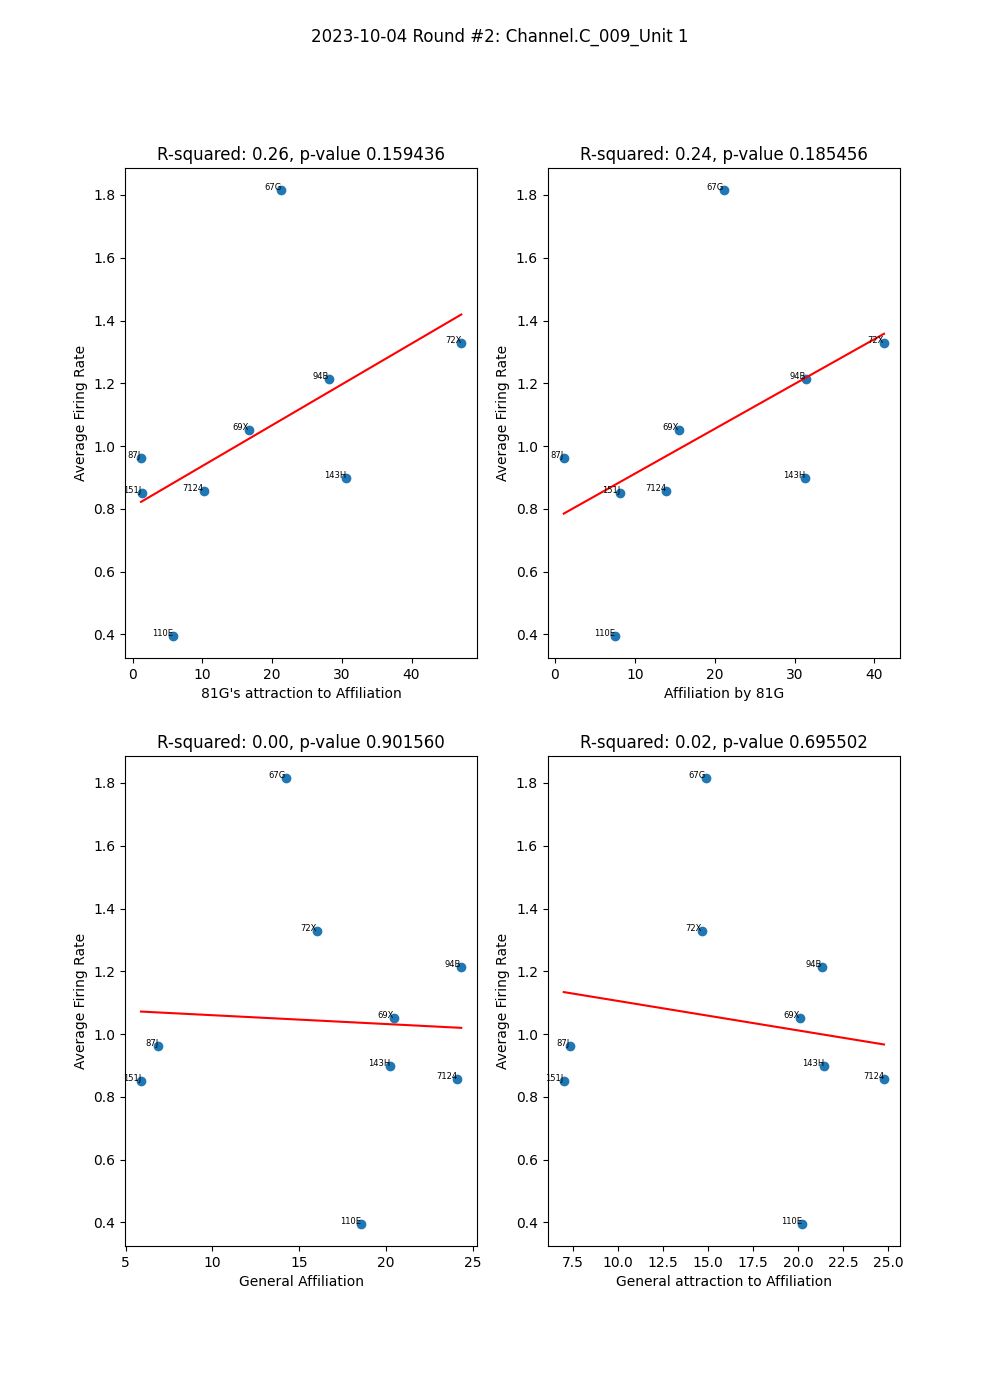 2023-10-04 Round #2: Channel.C_009_Unit 1
R-squared: 0.26, p-value 0.159436
1.8
1.6
1.4
1.2
1.0
0.8
0.6
0.4
Average Firing Rate
67G
72X
94B
69X
87J
143H
151J
7124
110E
0 10 20 30 40
81G's attraction to Affiliation
R-squared: 0.24, p-value 0.185456
1.8
1.6
1.4
1.2
1.0
0.8
0.6
0.4
Average Firing Rate
67G
72X
94B
69X
87J
143H
151J
7124
110E
0 10 20 30 40
Affiliation by 81G
R-squared: 0.00, p-value 0.901560
1.8
1.6
1.4
1.2
1.0
0.8
0.6
0.4
Average Firing Rate
67G
72X
94B
69X
87J
143H
7124
151J
110E
5 10 15 20 25
General Affiliation
R-squared: 0.02, p-value 0.695502
1.8
1.6
1.4
1.2
1.0
0.8
0.6
0.4
Average Firing Rate
67G
72X
94B
69X
87J
143H
7124
151J
110E
7.5 10.0 12.5 15.0 17.5 20.0 22.5 25.0
General attraction to Affiliation